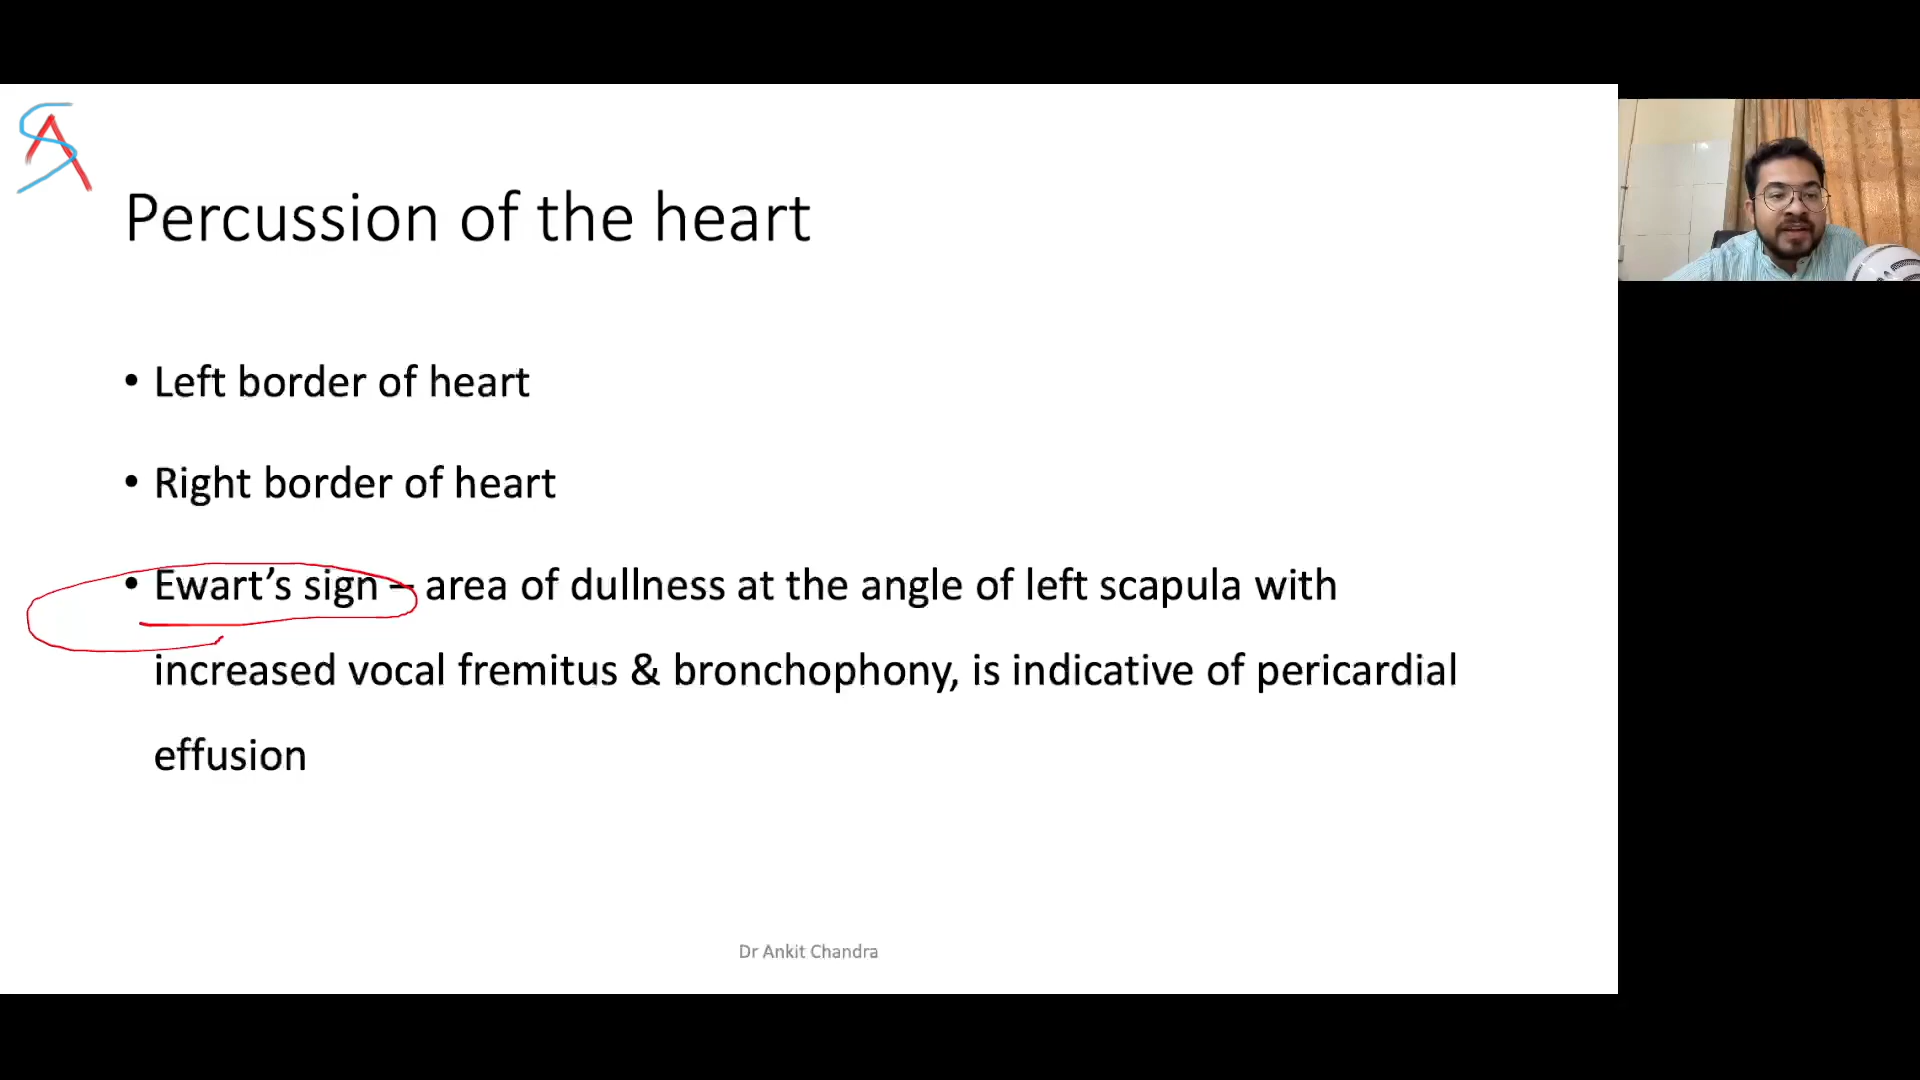 Percussion of the heart
• Left border of heart
• Right border of heart
• Ewart’s sign – area of dullness at the angle of left scapula with
increased vocal fremitus & bronchophony, is indicative of pericardial
effusion
Dr Ankit Chandra